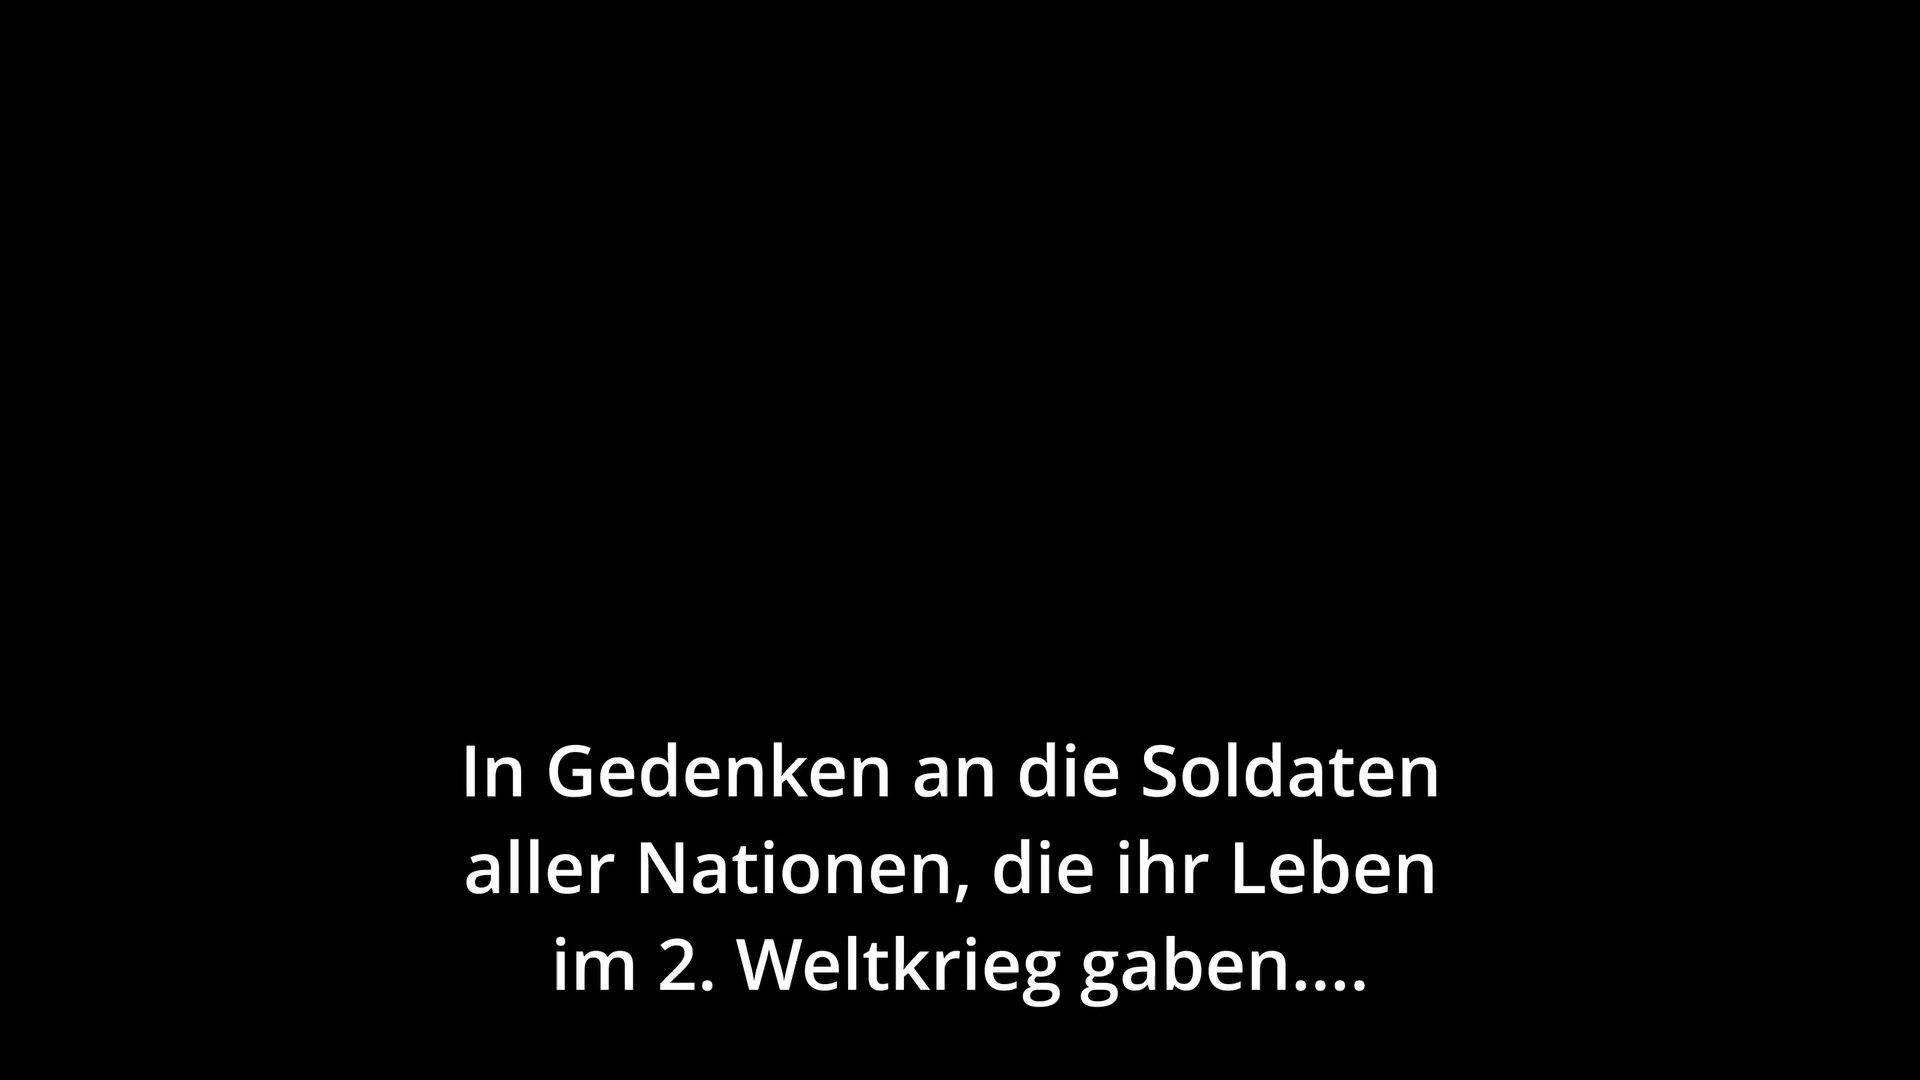 In Gedenken an die Soldaten
aller Nationen, die ihr Leben
im 2. Weltkrieg gaben....